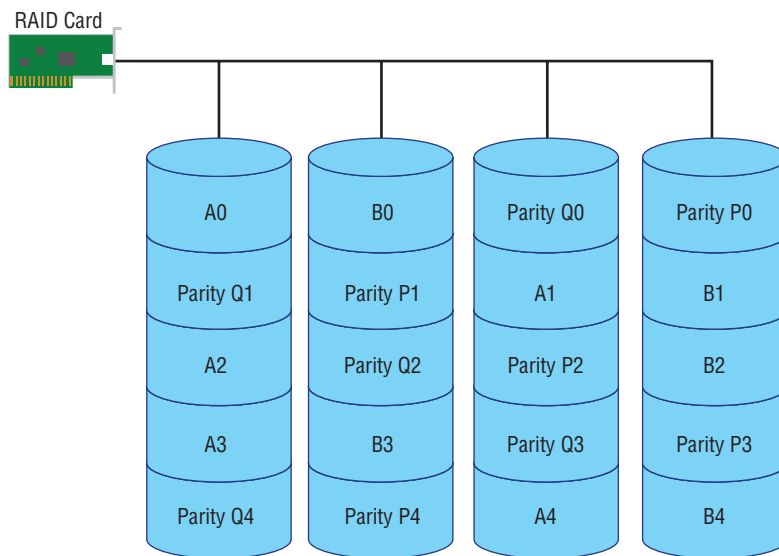 RAID Card
A0
B0
Parity Q0
Parity P0
Parity Q1
Parity P1
A1
B1
A2
Parity Q2
Parity P2
B2
A3
B3
Parity Q3
Parity P3
Parity Q4
Parity P4
A4
B4